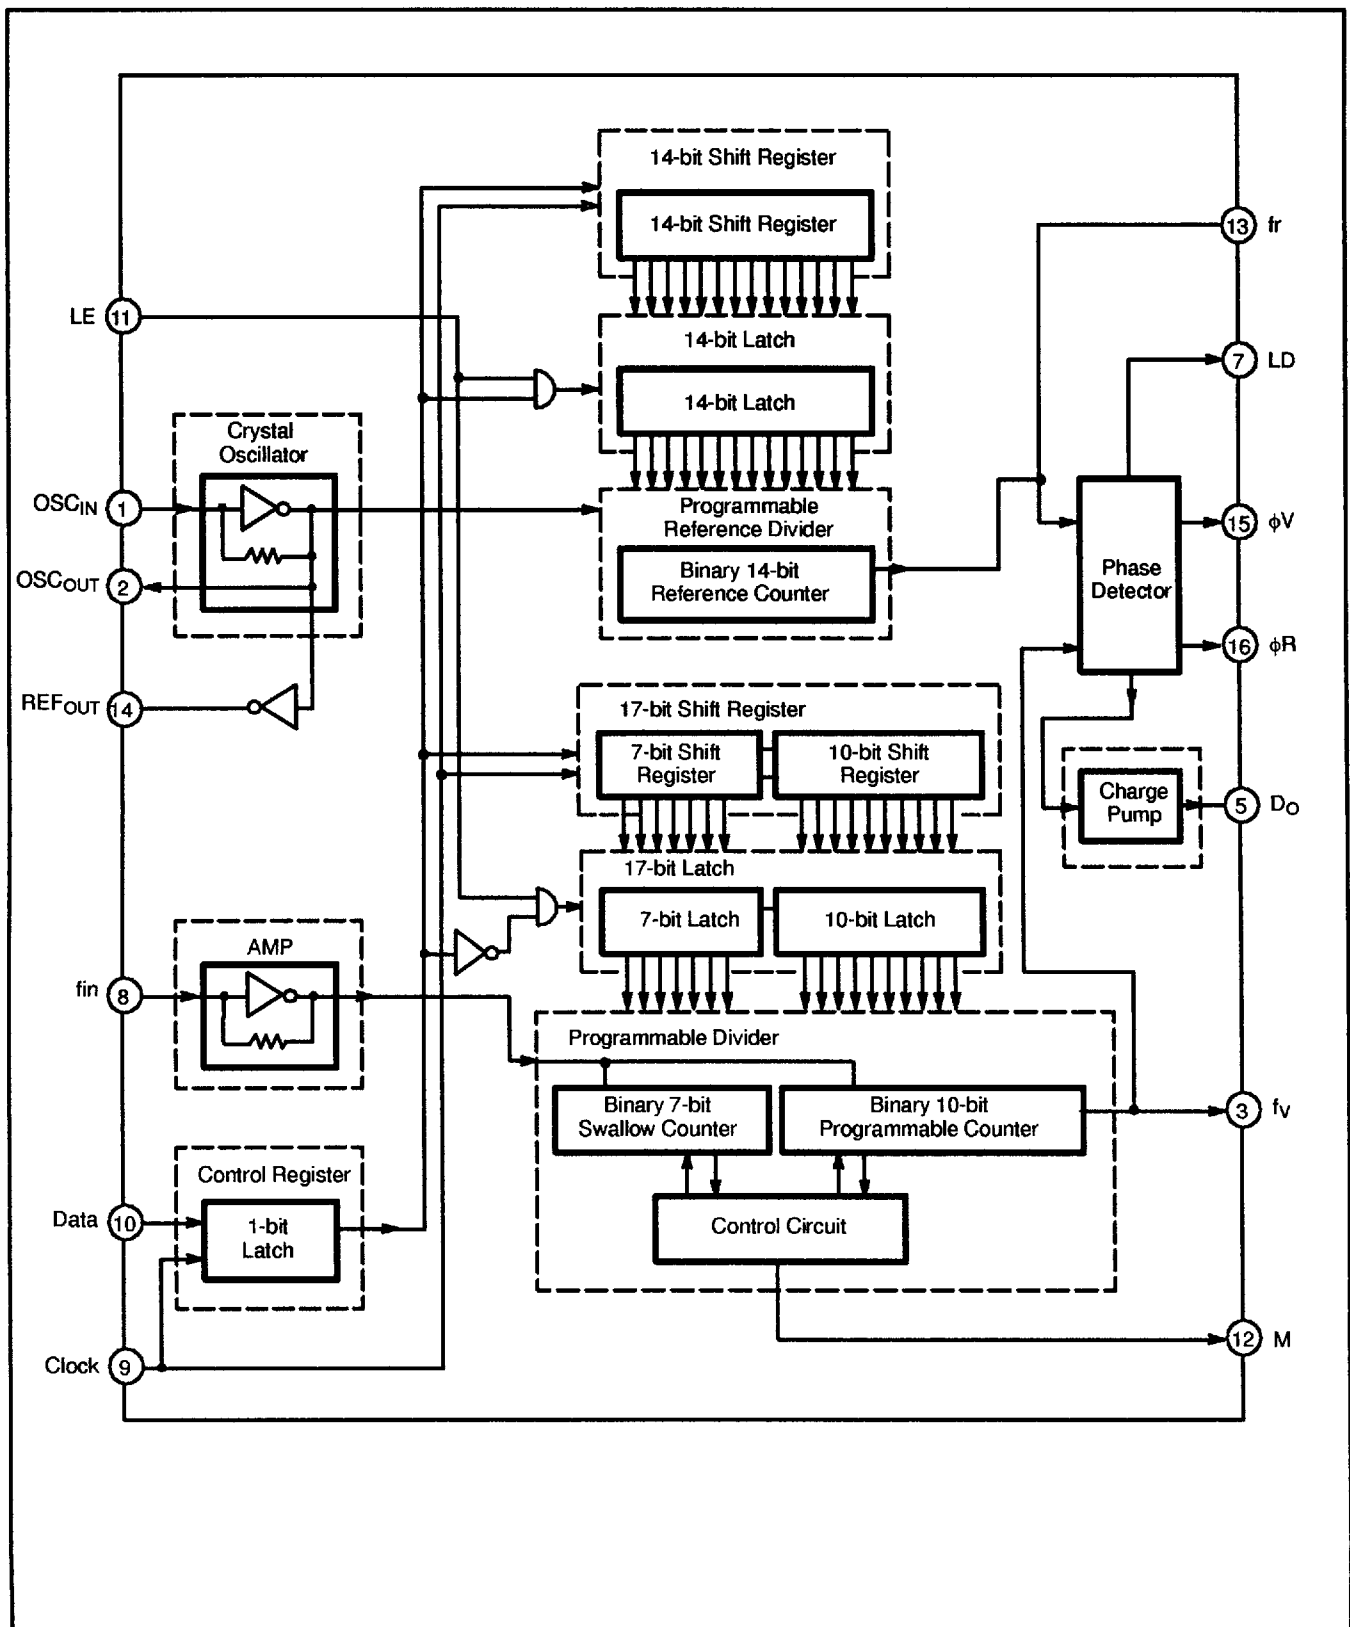 14-bit Shift Register
14-bit Shift Register
13 fr
LE 11
14-bit Latch
7 LD
14-bit Latch
Crystal
Oscillator
OSCIN 1
Programmable
Reference Divider
15 ϕV
OSCOUT 2
Binary 14-bit
Reference Counter
Phase
Detector
16 ϕR
REFOUT 14
17-bit Shift Register
7-bit Shift
Register
10-bit Shift
Register
Charge
Pump
5 DO
17-bit Latch
7-bit Latch
10-bit Latch
AMP
fin 8
Programmable Divider
Binary 7-bit
Swallow Counter
Binary 10-bit
Programmable Counter
3 fV
Control Register
Data 10
1-bit
Latch
Control Circuit
12 M
Clock 9